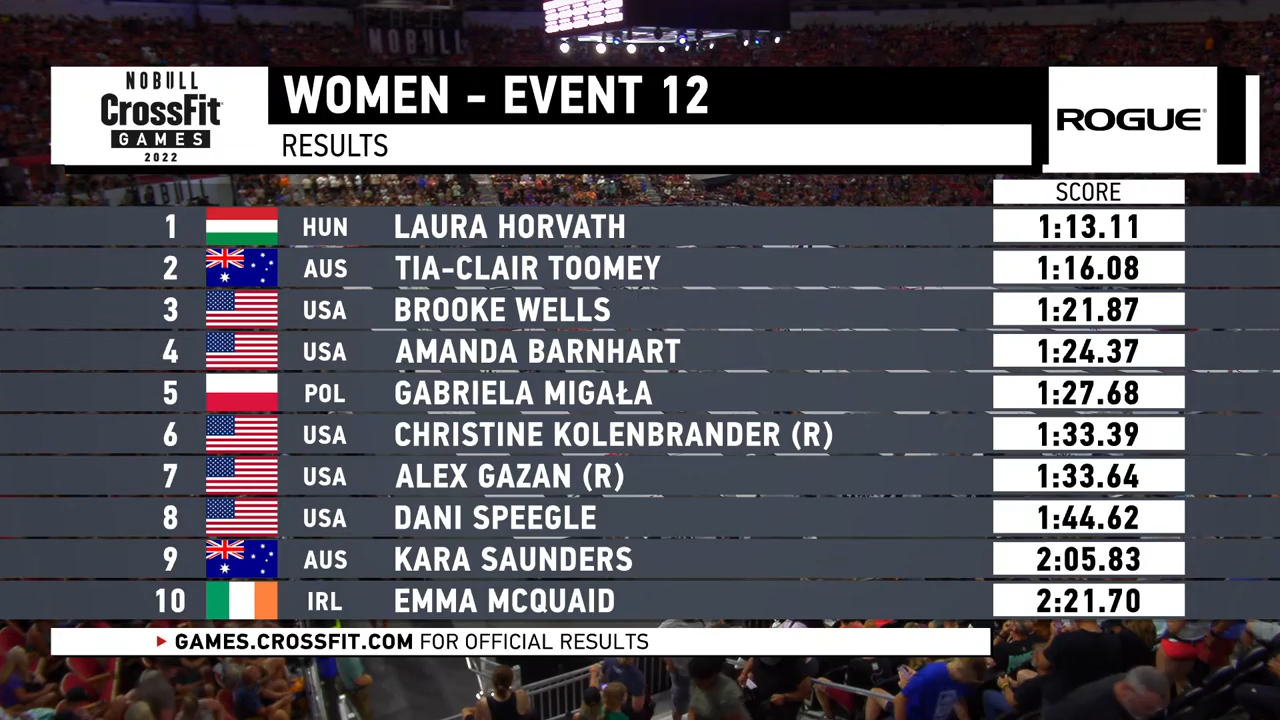 NOBULL
NOBULL
CrossFit
GAMES
2022
WOMEN - EVENT 12
RESULTS
ROGUE
NOBULL
SCORE
1 HUN LAURA HORVATH 1:13.11
2 AUS TIA-CLAIR TOOMEY 1:16.08
3 USA BROOKE WELLS 1:21.87
4 USA AMANDA BARNHART 1:24.37
5 POL GABRIELA MIGAŁA 1:27.68
6 USA CHRISTINE KOLENBRANDER (R) 1:33.39
7 USA ALEX GAZAN (R) 1:33.64
8 USA DANI SPEEGLE 1:44.62
9 AUS KARA SAUNDERS 2:05.83
10 IRL EMMA MCQUAID 2:21.70
GAMES.CROSSFIT.COM FOR OFFICIAL RESULTS